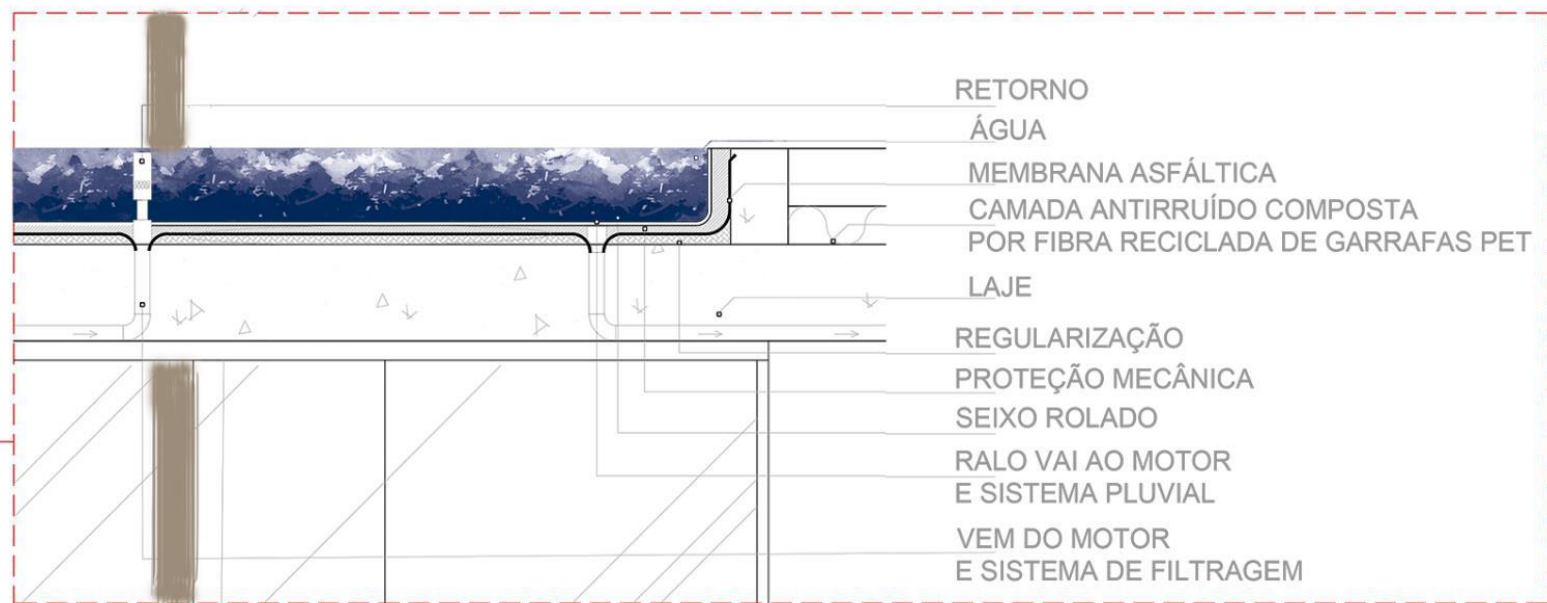 RETORNO
ÁGUA
MEMBRANA ASFÁLTICA
CAMADA ANTIRRUÍDO COMPOSTA
POR FIBRA RECICLADA DE GARRAFAS PET
LAJE
REGULARIZAÇÃO
PROTEÇÃO MECÂNICA
SEIXO ROLADO
RALO VAI AO MOTOR
E SISTEMA PLUVIAL
VEM DO MOTOR
E SISTEMA DE FILTRAGEM